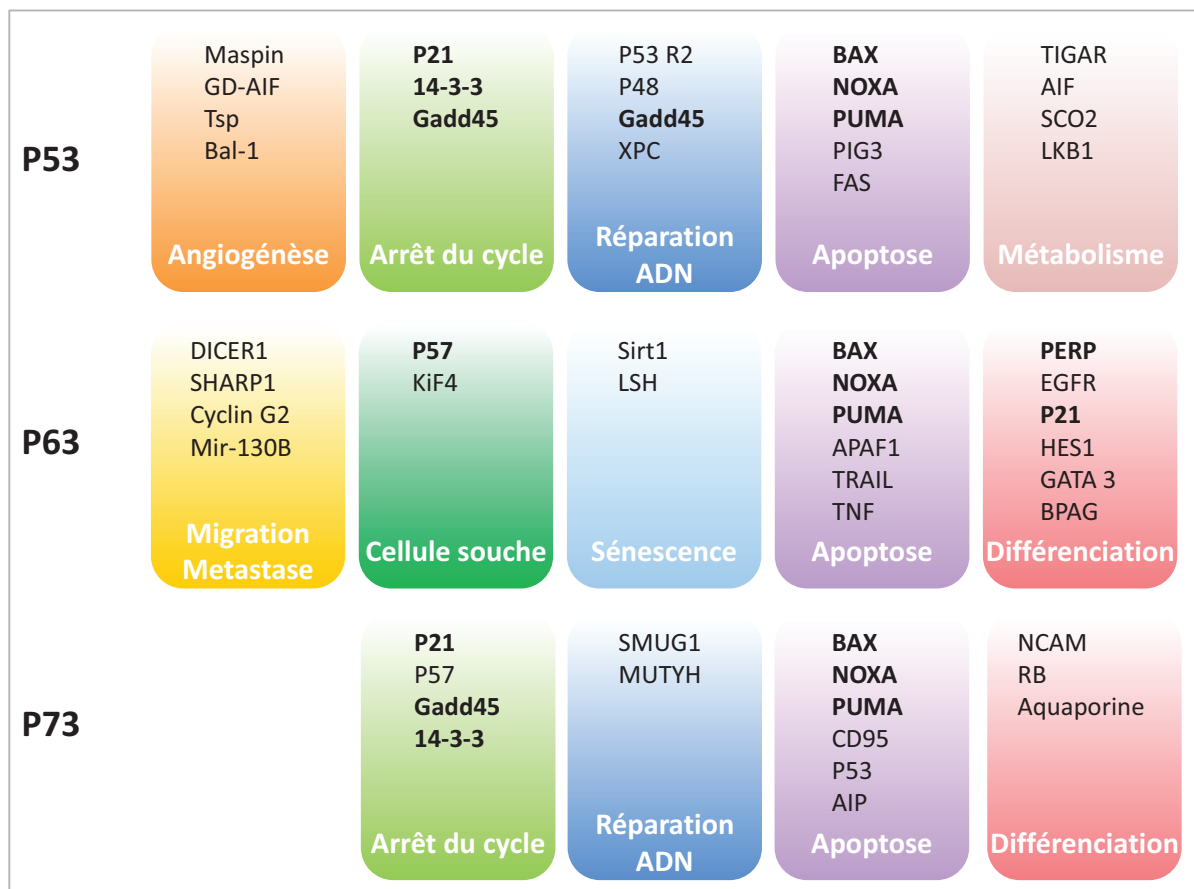 P53
Maspin
GD-AIF
Tsp
Bal-1
Angiogénèse
P21
14-3-3
Gadd45
Arrêt du cycle
P53 R2
P48
Gadd45
XPC
Réparation
ADN
BAX
NOXA
PUMA
PIG3
FAS
Apoptose
TIGAR
AIF
SCO2
LKB1
Métabolisme
P63
DICER1
SHARP1
Cyclin G2
Mir-130B
Migration
Metastase
P57
KiF4
Cellule souche
Sirt1
LSH
Sénescence
BAX
NOXA
PUMA
APAF1
TRAIL
TNF
Apoptose
PERP
EGFR
P21
HES1
GATA 3
BPAG
Différenciation
P73
P21
P57
Gadd45
14-3-3
Arrêt du cycle
SMUG1
MUTYH
Réparation
ADN
BAX
NOXA
PUMA
CD95
P53
AIP
Apoptose
NCAM
RB
Aquaporine
Différenciation